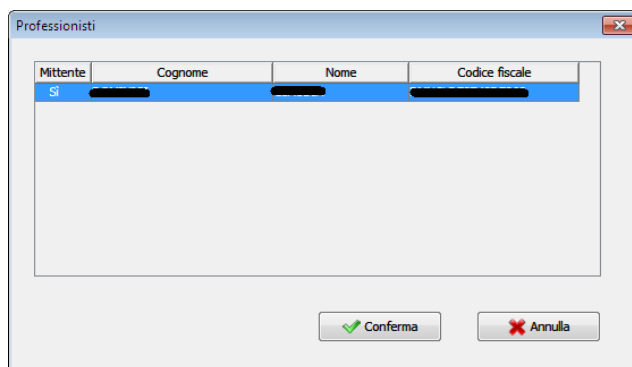 Professionisti
Mittente Cognome Nome Codice fiscale
Sì
Conferma Annulla